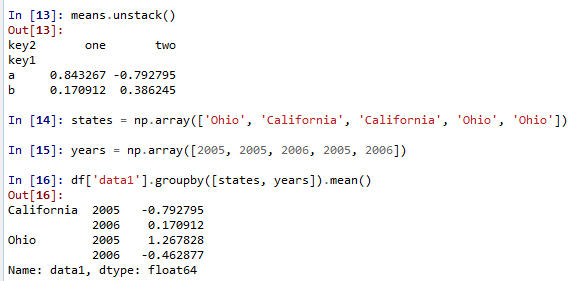 In [13]: means.unstack()
Out[13]:
key2       one       two
key1
a     0.843267 -0.792795
b     0.170912  0.386245
In [14]: states = np.array(['Ohio', 'California', 'California', 'Ohio', 'Ohio'])
In [15]: years = np.array([2005, 2005, 2006, 2005, 2006])
In [16]: df['data1'].groupby([states, years]).mean()
Out[16]:
California  2005   -0.792795
            2006    0.170912
Ohio        2005    1.267828
            2006   -0.462877
Name: data1, dtype: float64